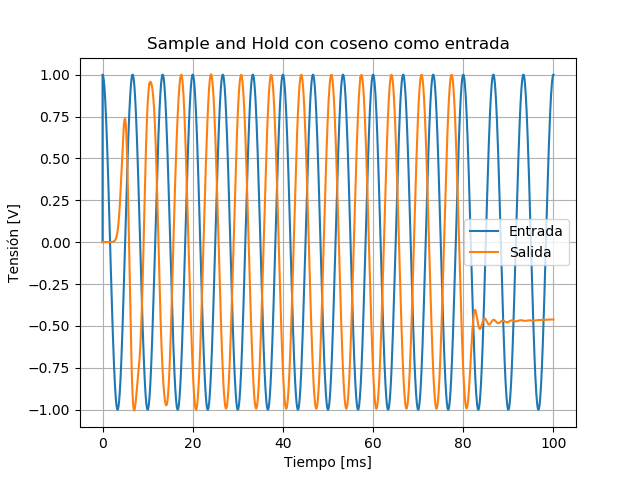 Sample and Hold con coseno como entrada
Tensión [V]
1.00
0.75
0.50
0.25
0.00
−0.25
−0.50
−0.75
−1.00
Entrada
Salida
0 20 40 60 80 100
Tiempo [ms]